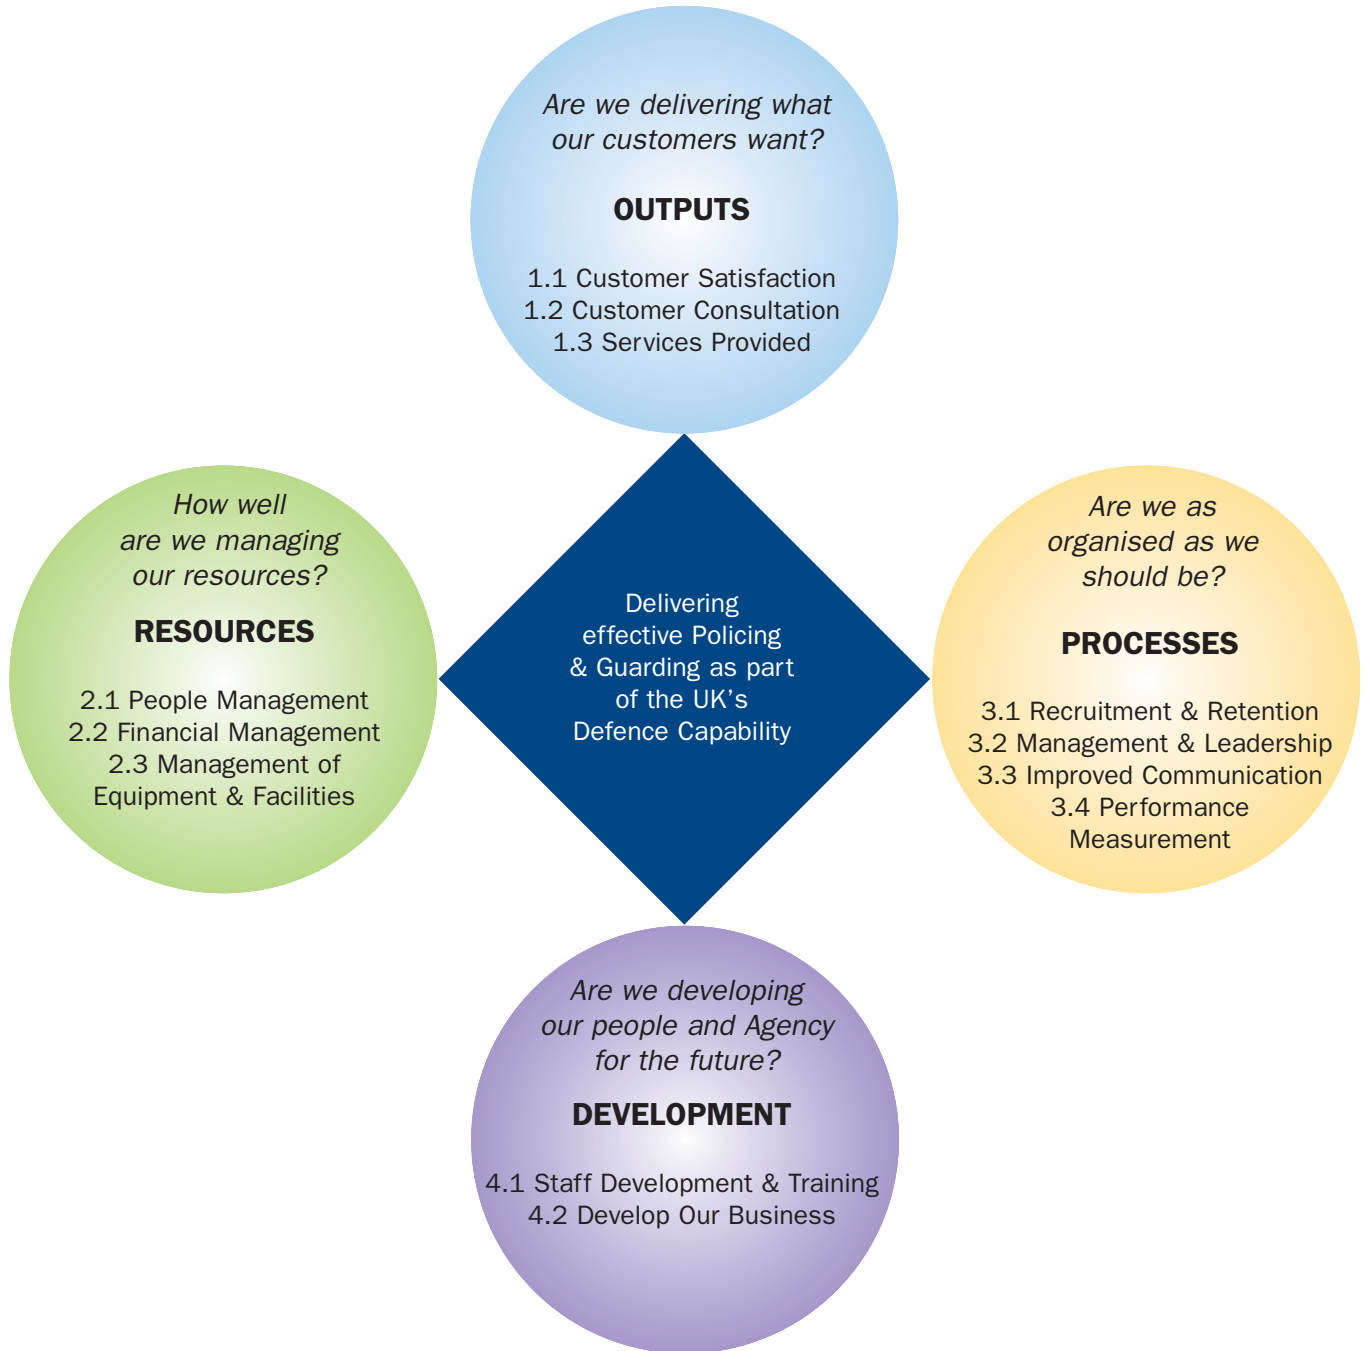 Are we delivering what
our customers want?
OUTPUTS
1.1 Customer Satisfaction
1.2 Customer Consultation
1.3 Services Provided
How well
are we managing
our resources?
RESOURCES
2.1 People Management
2.2 Financial Management
2.3 Management of
Equipment & Facilities
Delivering
effective Policing
& Guarding as part
of the UK's
Defence Capability
Are we as
organised as we
should be?
PROCESSES
3.1 Recruitment & Retention
3.2 Management & Leadership
3.3 Improved Communication
3.4 Performance
Measurement
Are we developing
our people and Agency
for the future?
DEVELOPMENT
4.1 Staff Development & Training
4.2 Develop Our Business